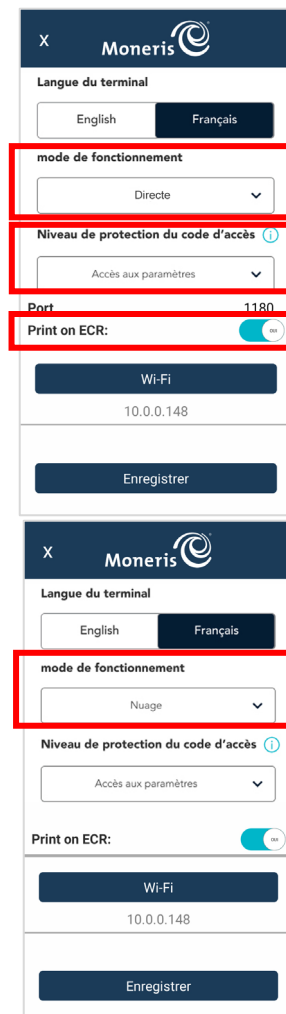 X Moneris
Langue du terminal
English Français
mode de fonctionnement
Directe
Niveau de protection du code d'accès i
Accès aux paramètres
Port 1180
Print on ECR: OUI
Wi-Fi
10.0.0.148
Enregistrer
X Moneris
Langue du terminal
English Français
mode de fonctionnement
Nuage
Niveau de protection du code d'accès i
Accès aux paramètres
Print on ECR: OUI
Wi-Fi
10.0.0.148
Enregistrer